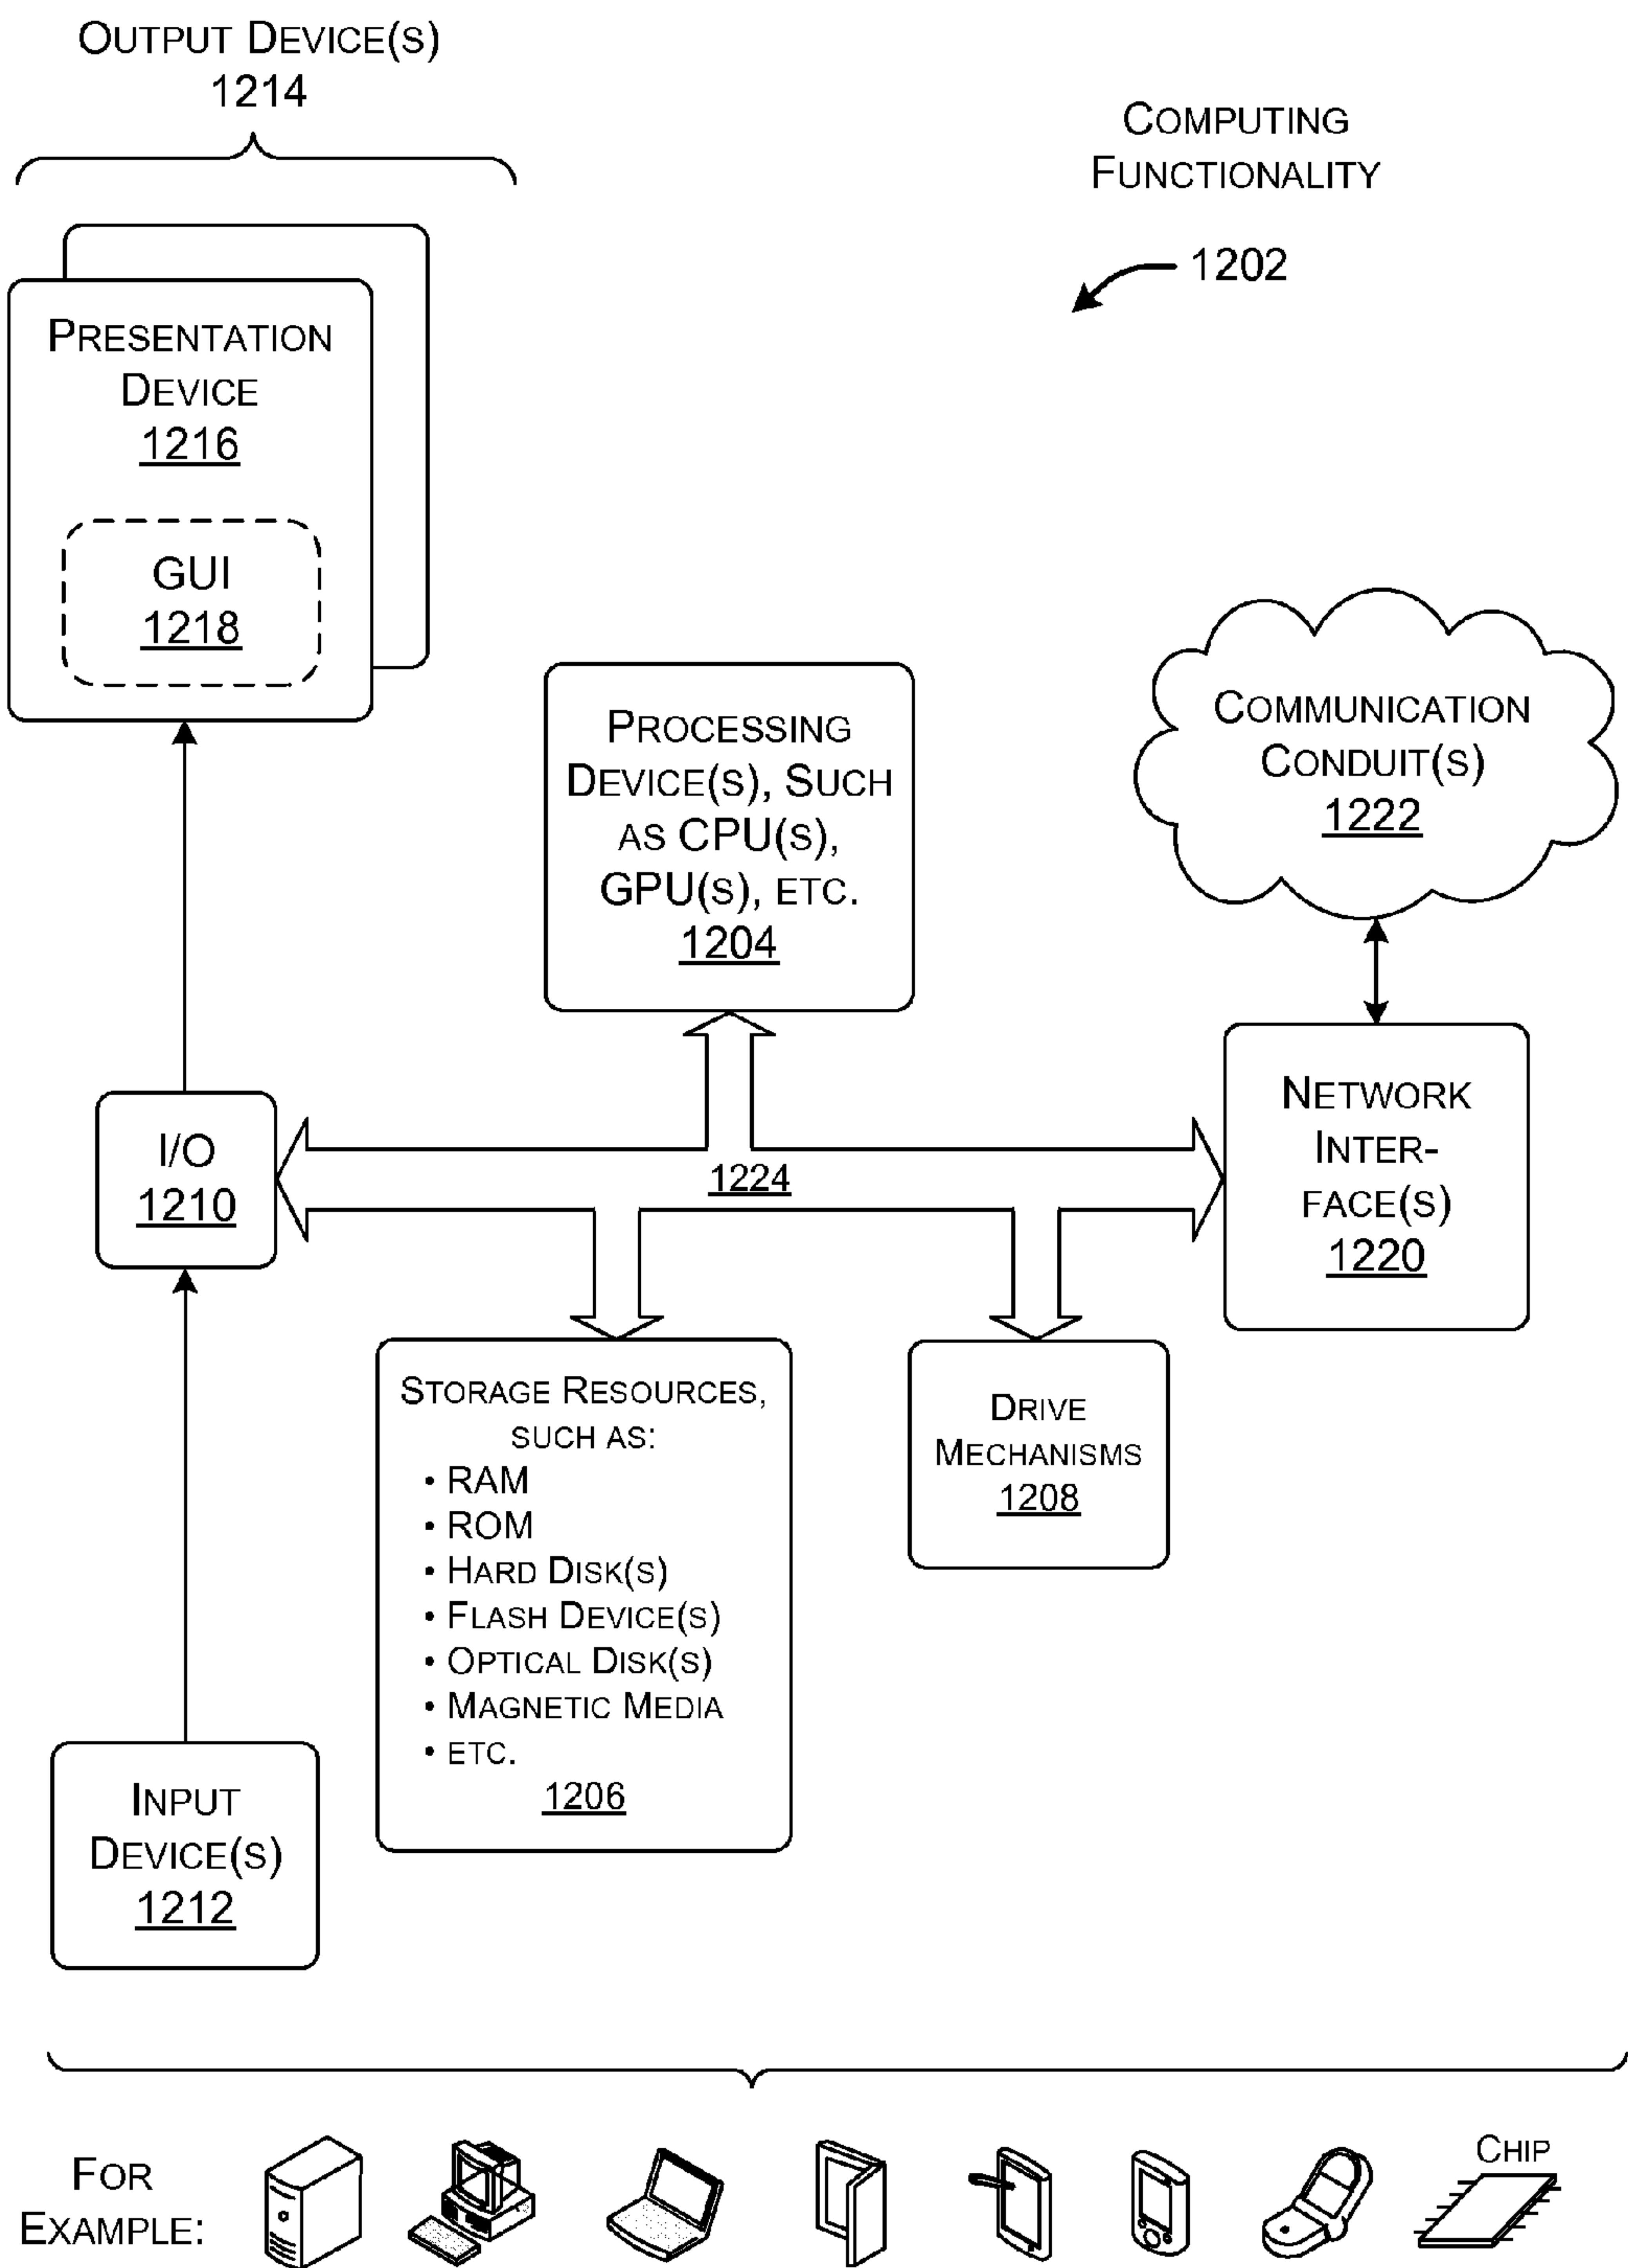 OUTPUT DEVICE(S)
1214
COMPUTING
FUNCTIONALITY
1202
PRESENTATION
DEVICE
1216
GUI
1218
PROCESSING
DEVICE(S), SUCH
AS CPU(S),
GPU(S), ETC.
1204
COMMUNICATION
CONDUIT(S)
1222
I/O
1210
1224
NETWORK
INTER-
FACE(S)
1220
STORAGE RESOURCES,
SUCH AS:
• RAM
• ROM
• HARD DISK(S)
• FLASH DEVICE(S)
• OPTICAL DISK(S)
• MAGNETIC MEDIA
• ETC.
1206
DRIVE
MECHANISMS
1208
INPUT
DEVICE(S)
1212
FOR
EXAMPLE:
CHIP